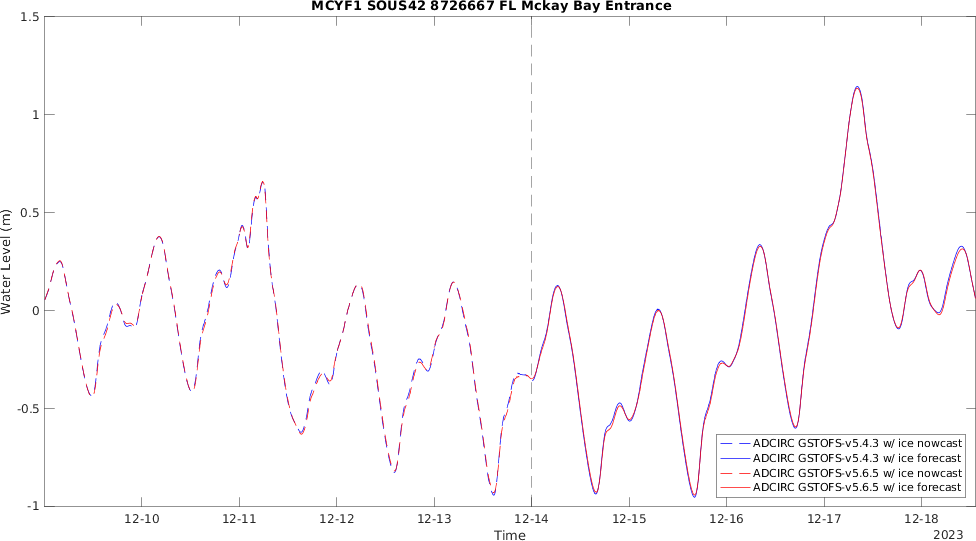 MCYF1 SOUS42 8726667 FL Mckay Bay Entrance
1.5
1
0.5
0
-0.5
-1
Water Level (m)
12-10 12-11 12-12 12-13 12-14 12-15 12-16 12-17 12-18
Time
2023
ADCIRC GSTOFS-v5.4.3 w/ ice nowcast
ADCIRC GSTOFS-v5.4.3 w/ ice forecast
ADCIRC GSTOFS-v5.6.5 w/ ice nowcast
ADCIRC GSTOFS-v5.6.5 w/ ice forecast